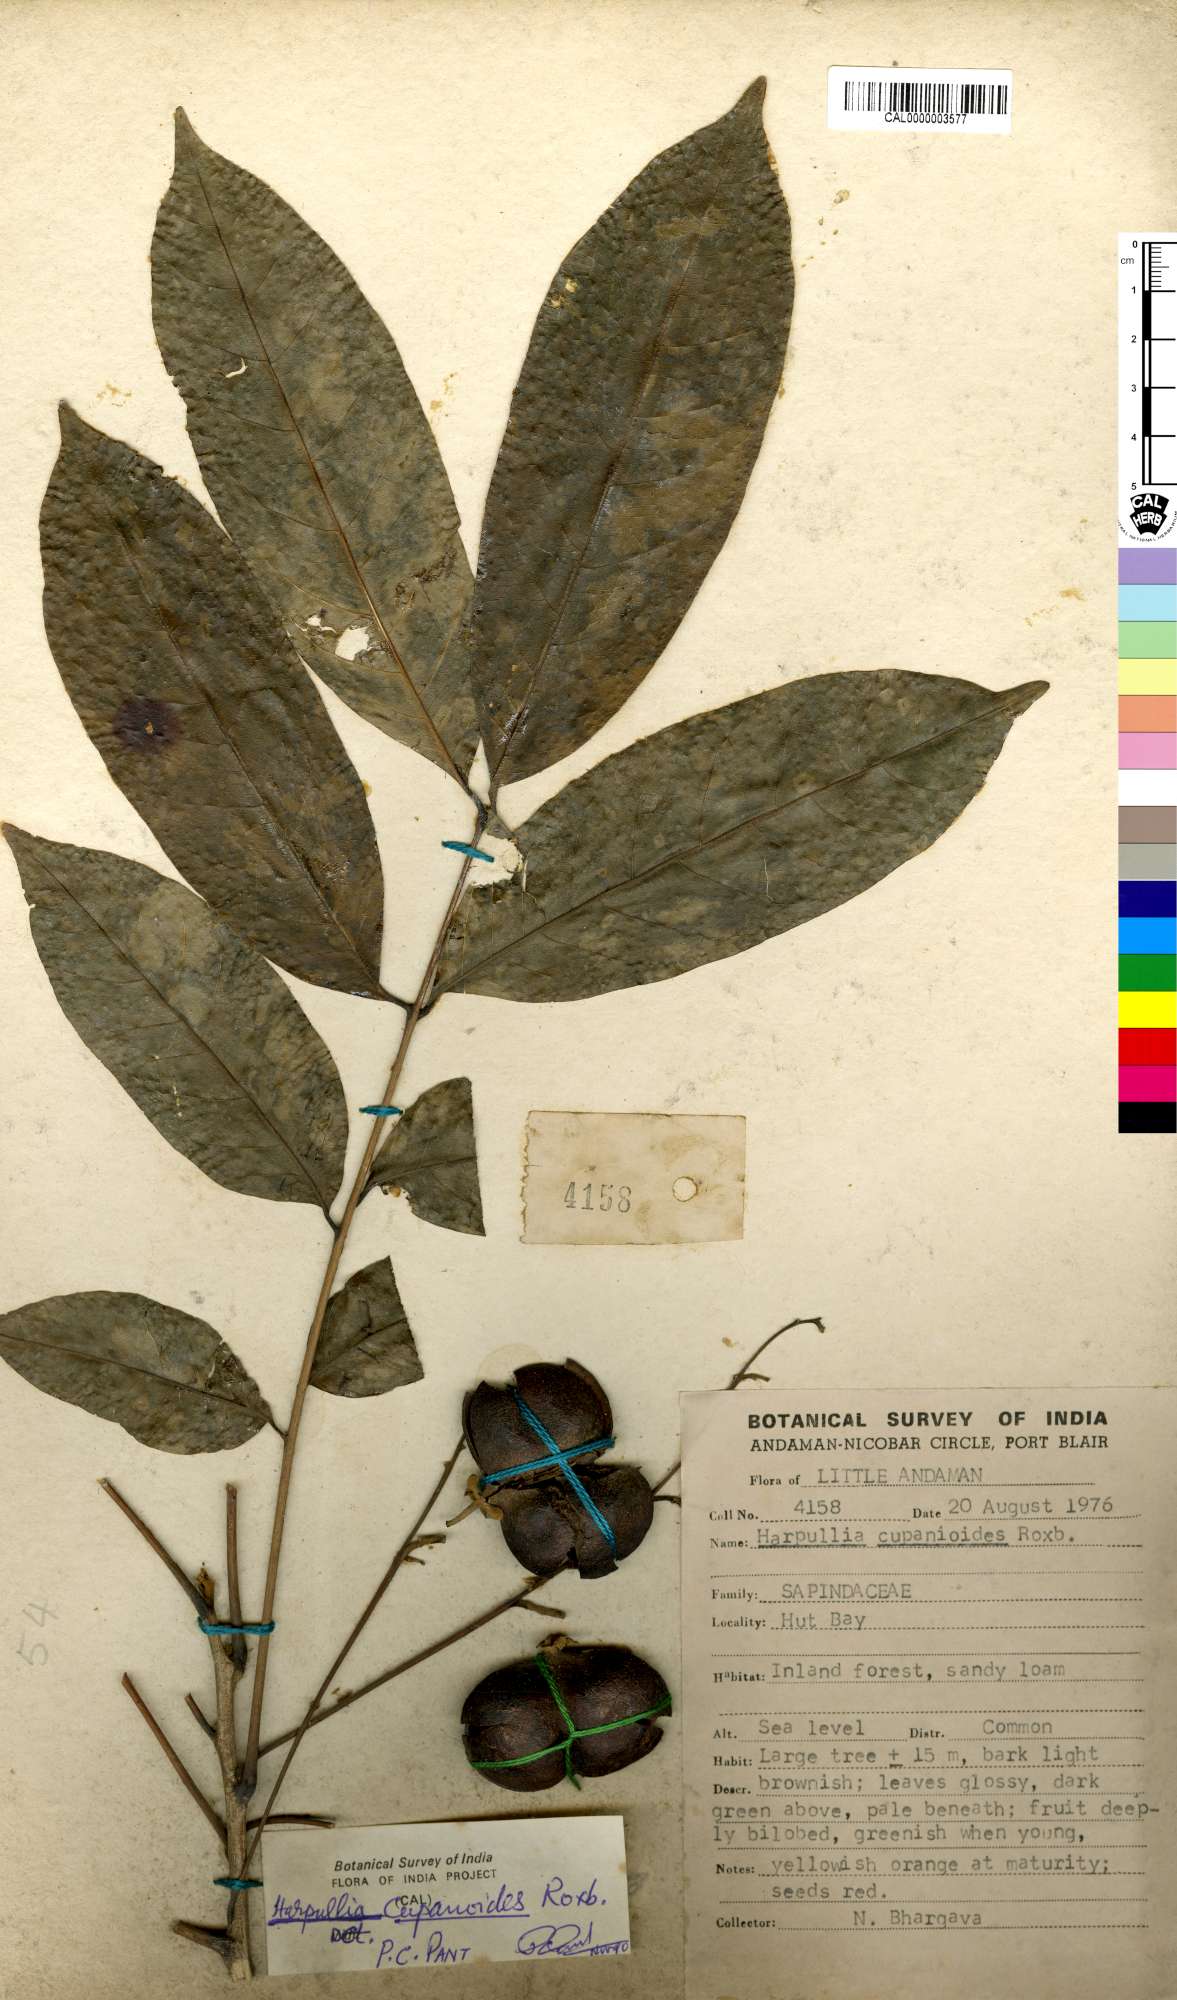 CAL0000003577
0
cm
1
2
3
4
5
CAL
HERB
4158
BOTANICAL SURVEY OF INDIA
ANDAMAN-NICOBAR CIRCLE, PORT BLAIR
Flora of LITTLE ANDAMAN
Coll No. 4158 Date 20 August 1976
Name: Harpullia cupanioides Roxb.
Family: SAPINDACEAE
Locality: Hut Bay
Habitat: Inland forest, sandy loam
Alt. Sea level Distr. Common
Habit: Large tree ± 15 m, bark light
Descr. brownish; leaves glossy, dark
green above, pale beneath; fruit deep-
ly bilobed, greenish when young,
Notes: yellowish orange at maturity;
seeds red.
Collector: N. Bhargava
54
Botanical Survey of India
FLORA OF INDIA PROJECT
(CAL)
Harpullia Cupanoides Roxb.
Det.
P.C. PANT